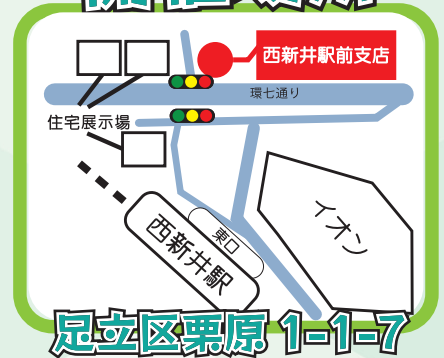 西新井駅前支店
環七通り
住宅展示場
イオン
東口
西新井駅
足立区栗原 1-1-7